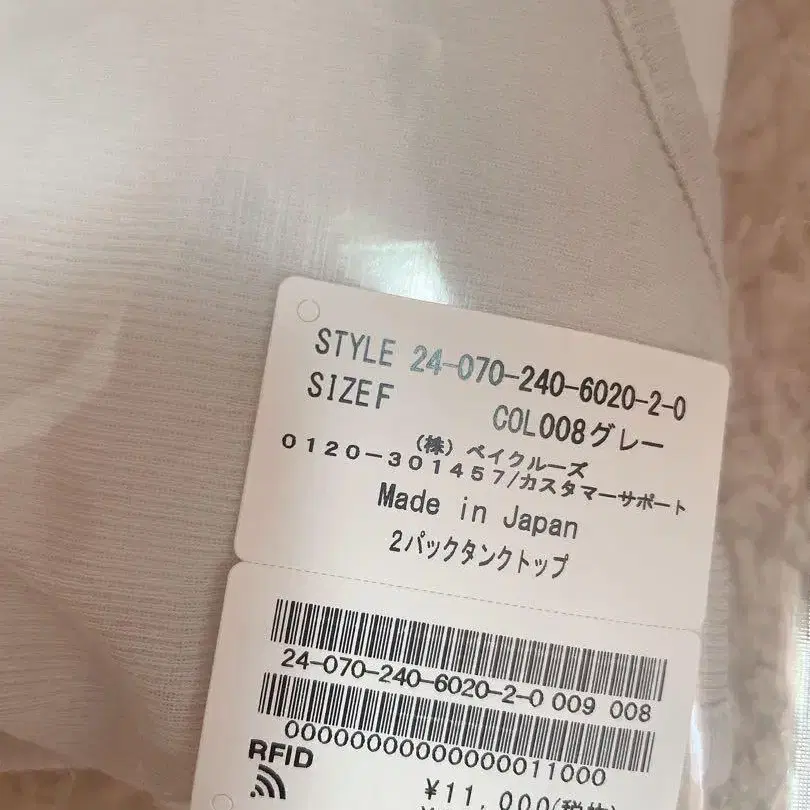 STYLE 24-070-240-6020-2-0
SIZEF COL008グレー
(株) ベイクルーズ
0120-301457/カスタマーサポート
Made in Japan
2パックタンクトップ
24-070-240-6020-2-0 009 008
00000000000000011000
RFID
¥11,000(税抜)